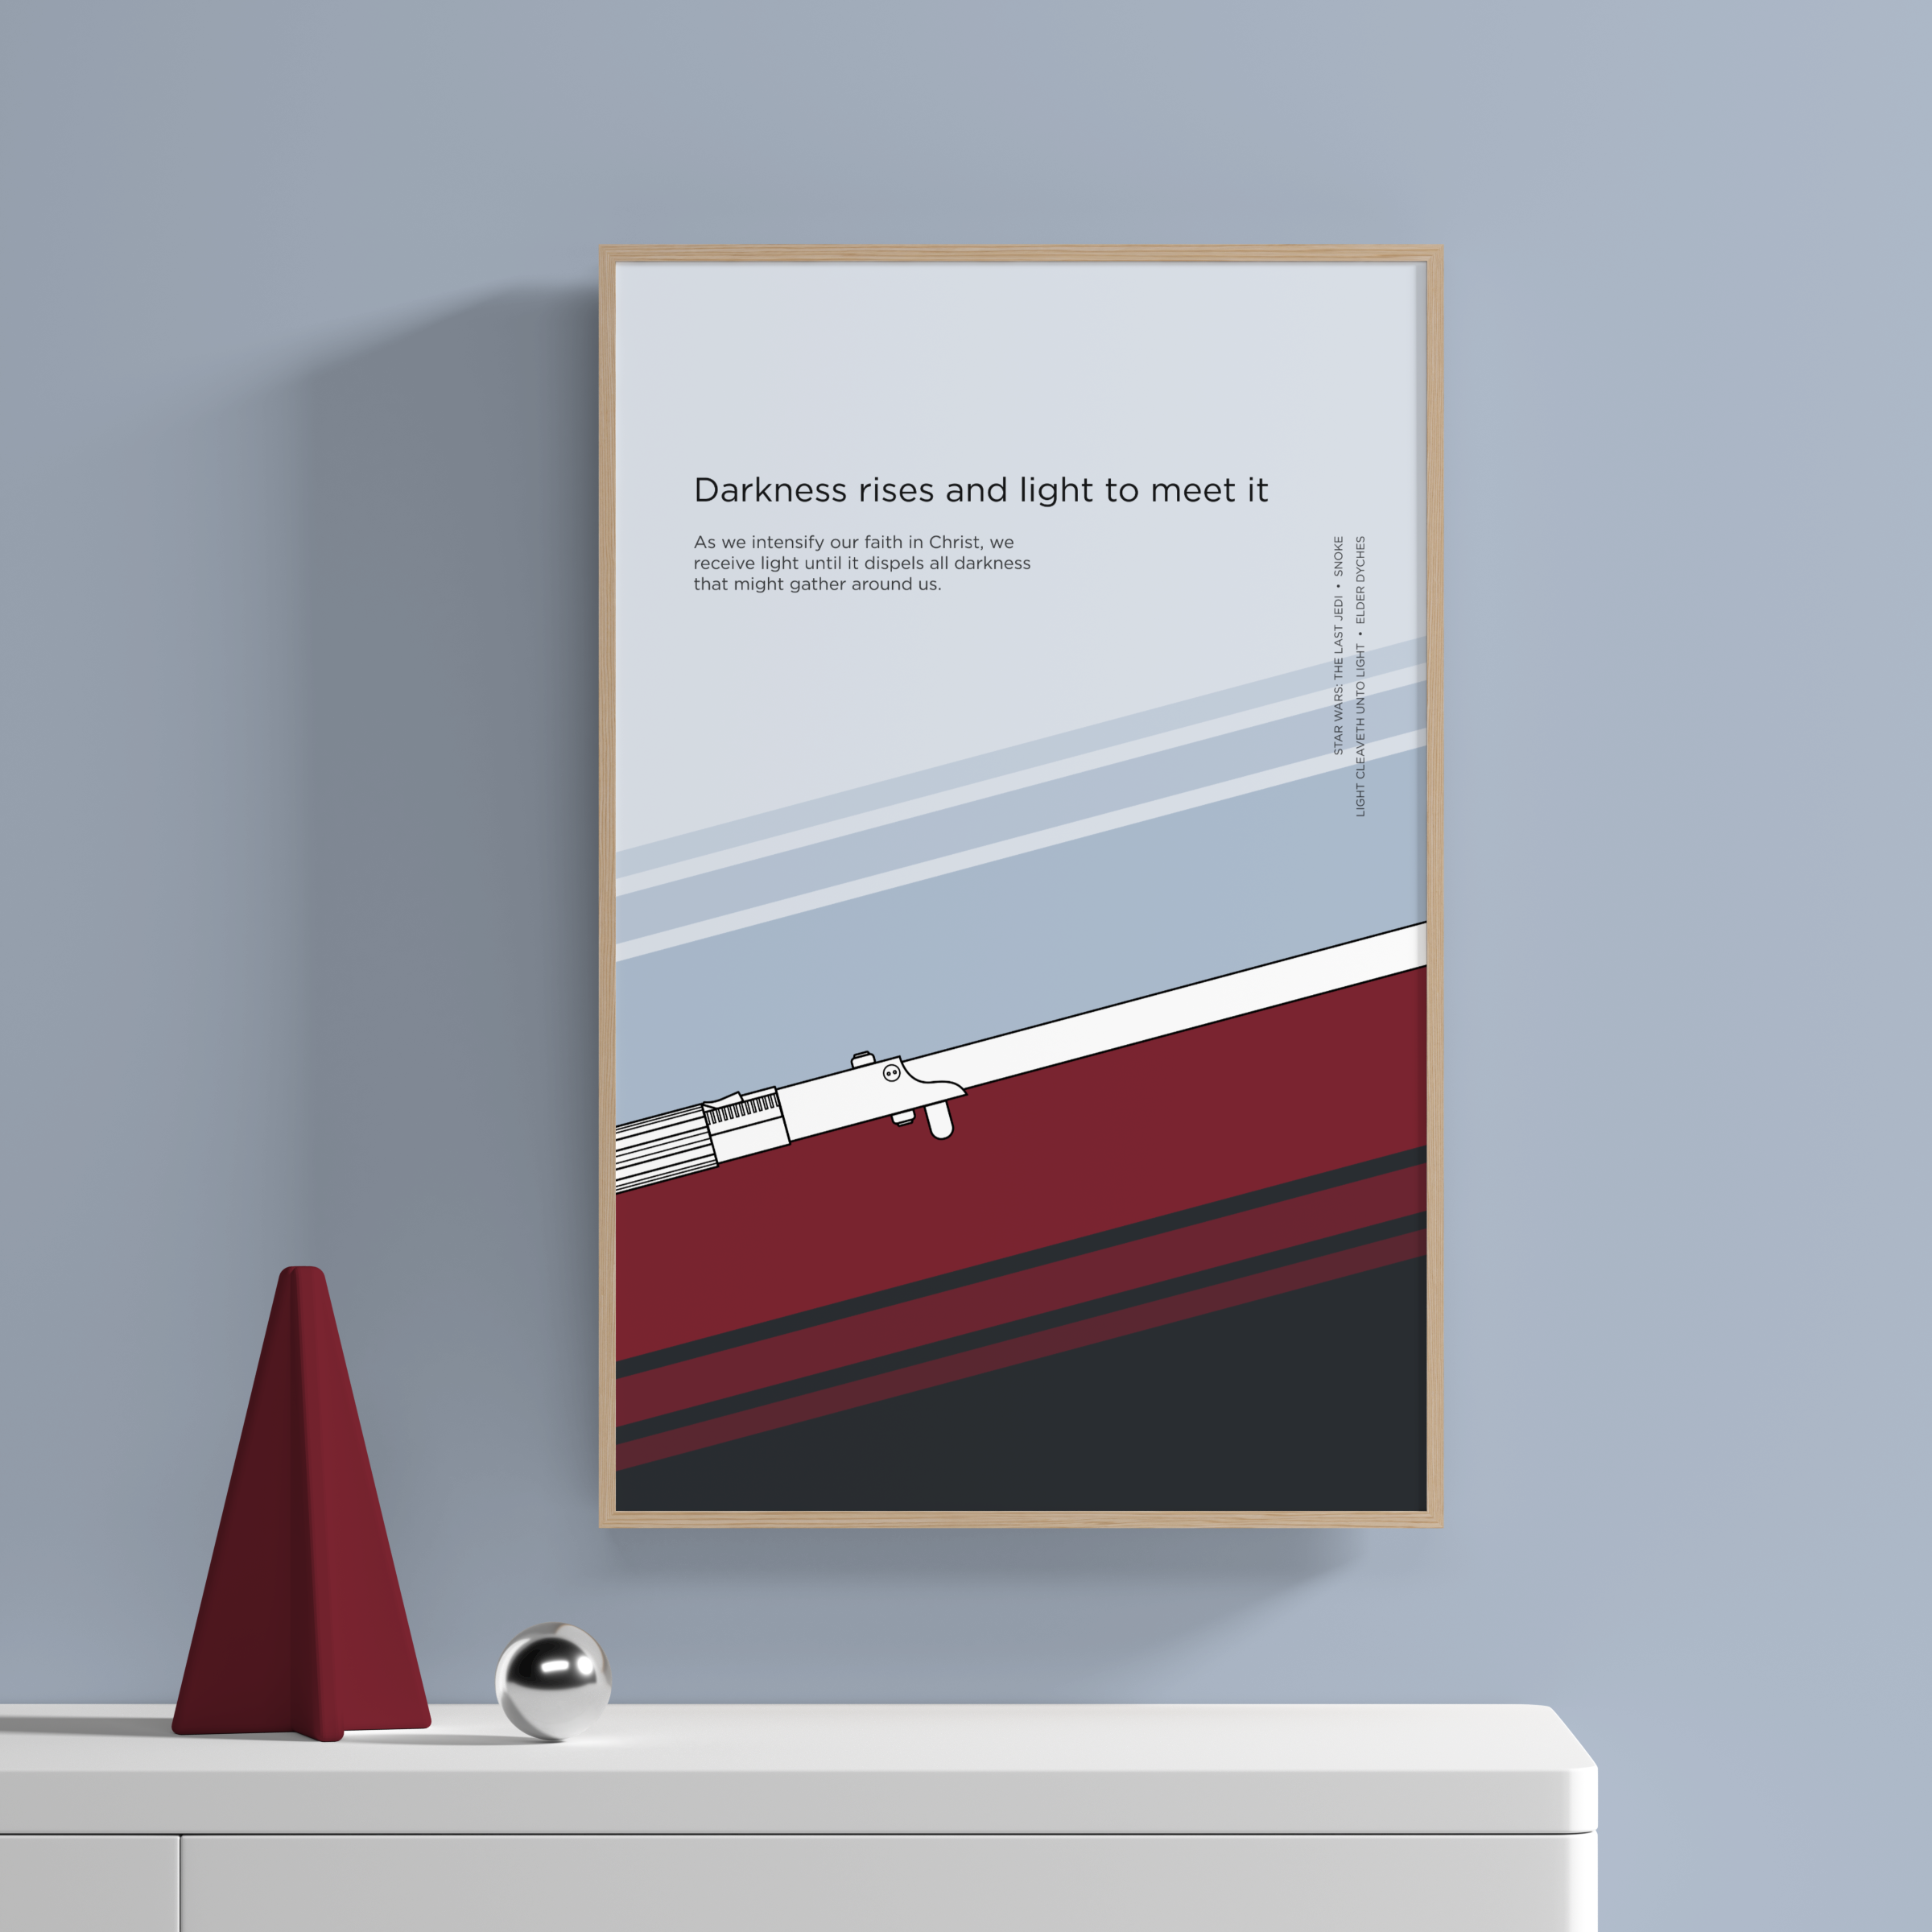 Darkness rises and light to meet it
As we intensify our faith in Christ, we
receive light until it dispels all darkness
that might gather around us.
STAR WARS: THE LAST JEDI • SNOKE
LIGHT CLEAVETH UNTO LIGHT • ELDER DYCHES